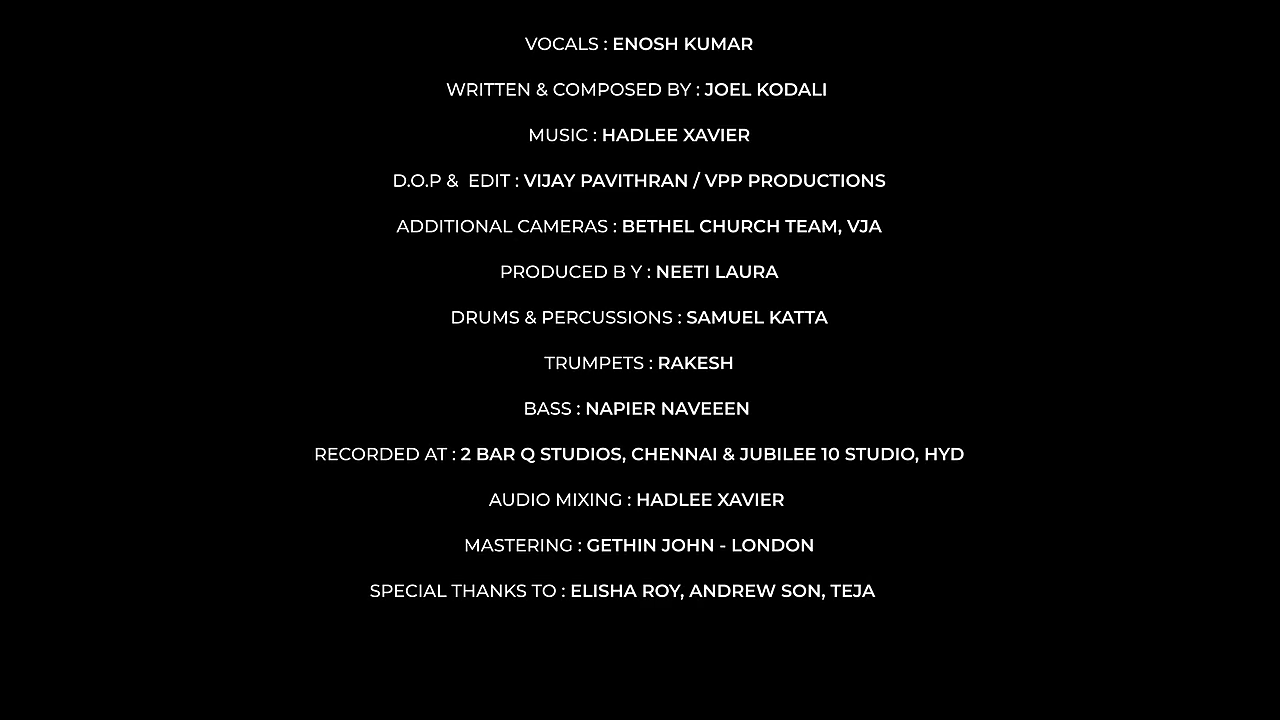 VOCALS : ENOSH KUMAR
WRITTEN & COMPOSED BY : JOEL KODALI
MUSIC : HADLEE XAVIER
D.O.P &  EDIT : VIJAY PAVITHRAN / VPP PRODUCTIONS
ADDITIONAL CAMERAS : BETHEL CHURCH TEAM, VJA
PRODUCED B Y : NEETI LAURA
DRUMS & PERCUSSIONS : SAMUEL KATTA
TRUMPETS : RAKESH
BASS : NAPIER NAVEEEN
RECORDED AT : 2 BAR Q STUDIOS, CHENNAI & JUBILEE 10 STUDIO, HYD
AUDIO MIXING : HADLEE XAVIER
MASTERING : GETHIN JOHN - LONDON
SPECIAL THANKS TO : ELISHA ROY, ANDREW SON, TEJA